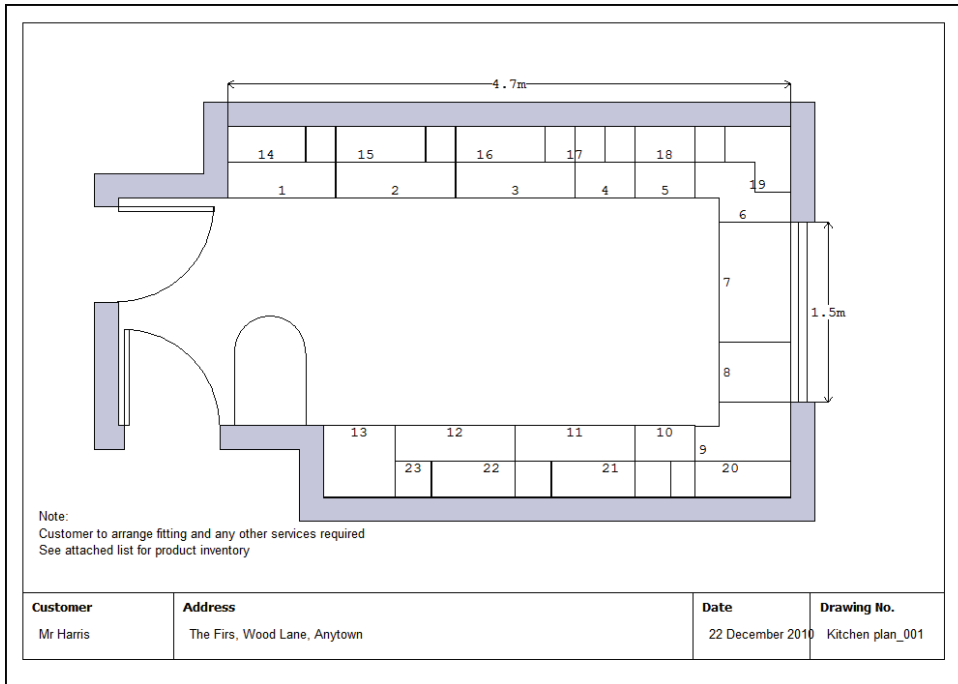 4.7m
14 15 16 17 18
1 2 3 4 5 19
6
7
1.5m
8
13 12 11 10
9
23 22 21 20
Note:
Customer to arrange fitting and any other services required
See attached list for product inventory
Customer Address Date Drawing No.
Mr Harris The Firs, Wood Lane, Anytown 22 December 2010 Kitchen plan_001